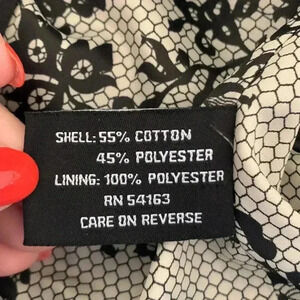 SHELL: 55% COTTON
45% POLYESTER
LINING: 100% POLYESTER
RN 54163
CARE ON REVERSE